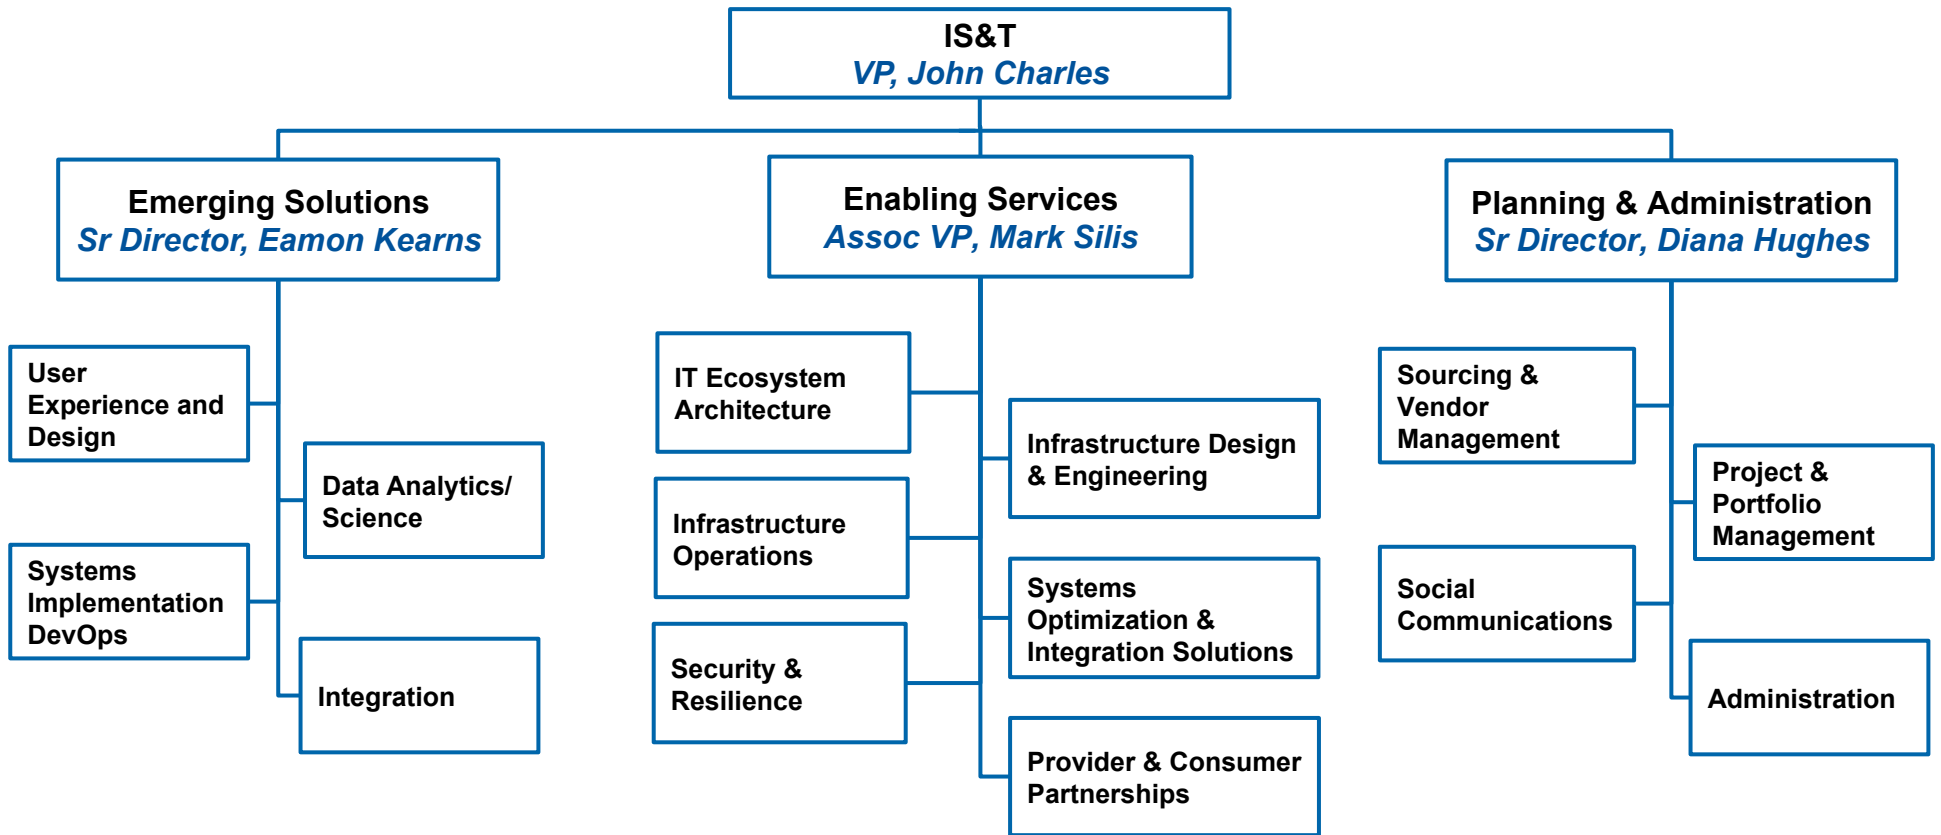 IS&T
VP, John Charles
Emerging Solutions
Sr Director, Eamon Kearns
Enabling Services
Assoc VP, Mark Silis
Planning & Administration
Sr Director, Diana Hughes
User
Experience and
Design
Data Analytics/
Science
Systems
Implementation
DevOps
Integration
IT Ecosystem
Architecture
Infrastructure Design
& Engineering
Infrastructure
Operations
Systems
Optimization &
Integration Solutions
Security &
Resilience
Provider & Consumer
Partnerships
Sourcing &
Vendor
Management
Project &
Portfolio
Management
Social
Communications
Administration